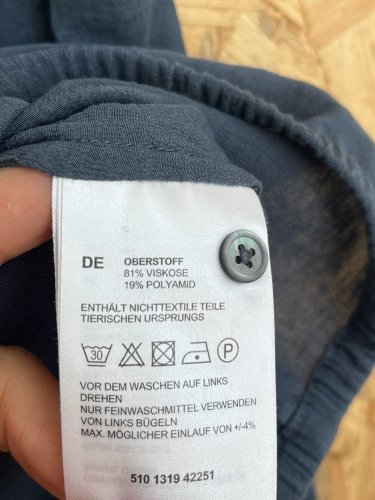 DE OBERSTOFF
81% VISKOSE
19% POLYAMID
ENTHÄLT NICHTTEXTILE TEILE
TIERISCHEN URSPRUNGS
30 P
VOR DEM WASCHEN AUF LINKS
DREHEN
NUR FEINWASCHMITTEL VERWENDEN
VON LINKS BÜGELN
MAX. MÖGLICHER EINLAUF VON +/-4%
510 1319 42251